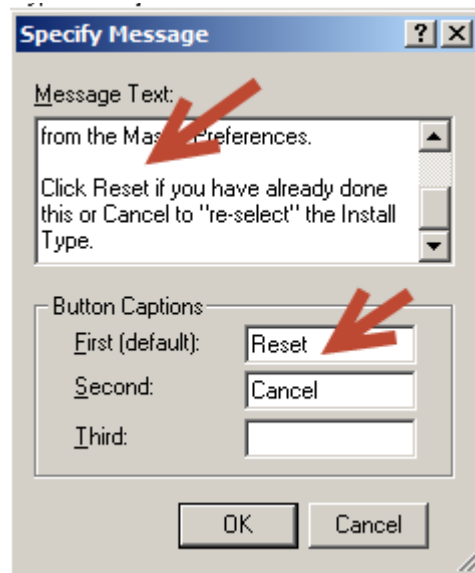 Specify Message
? X
Message Text:
from the Mas Preferences.
Click Reset if you have already done
this or Cancel to "re-select" the Install
Type.
Button Captions
First (default): Reset
Second: Cancel
Third:
OK Cancel